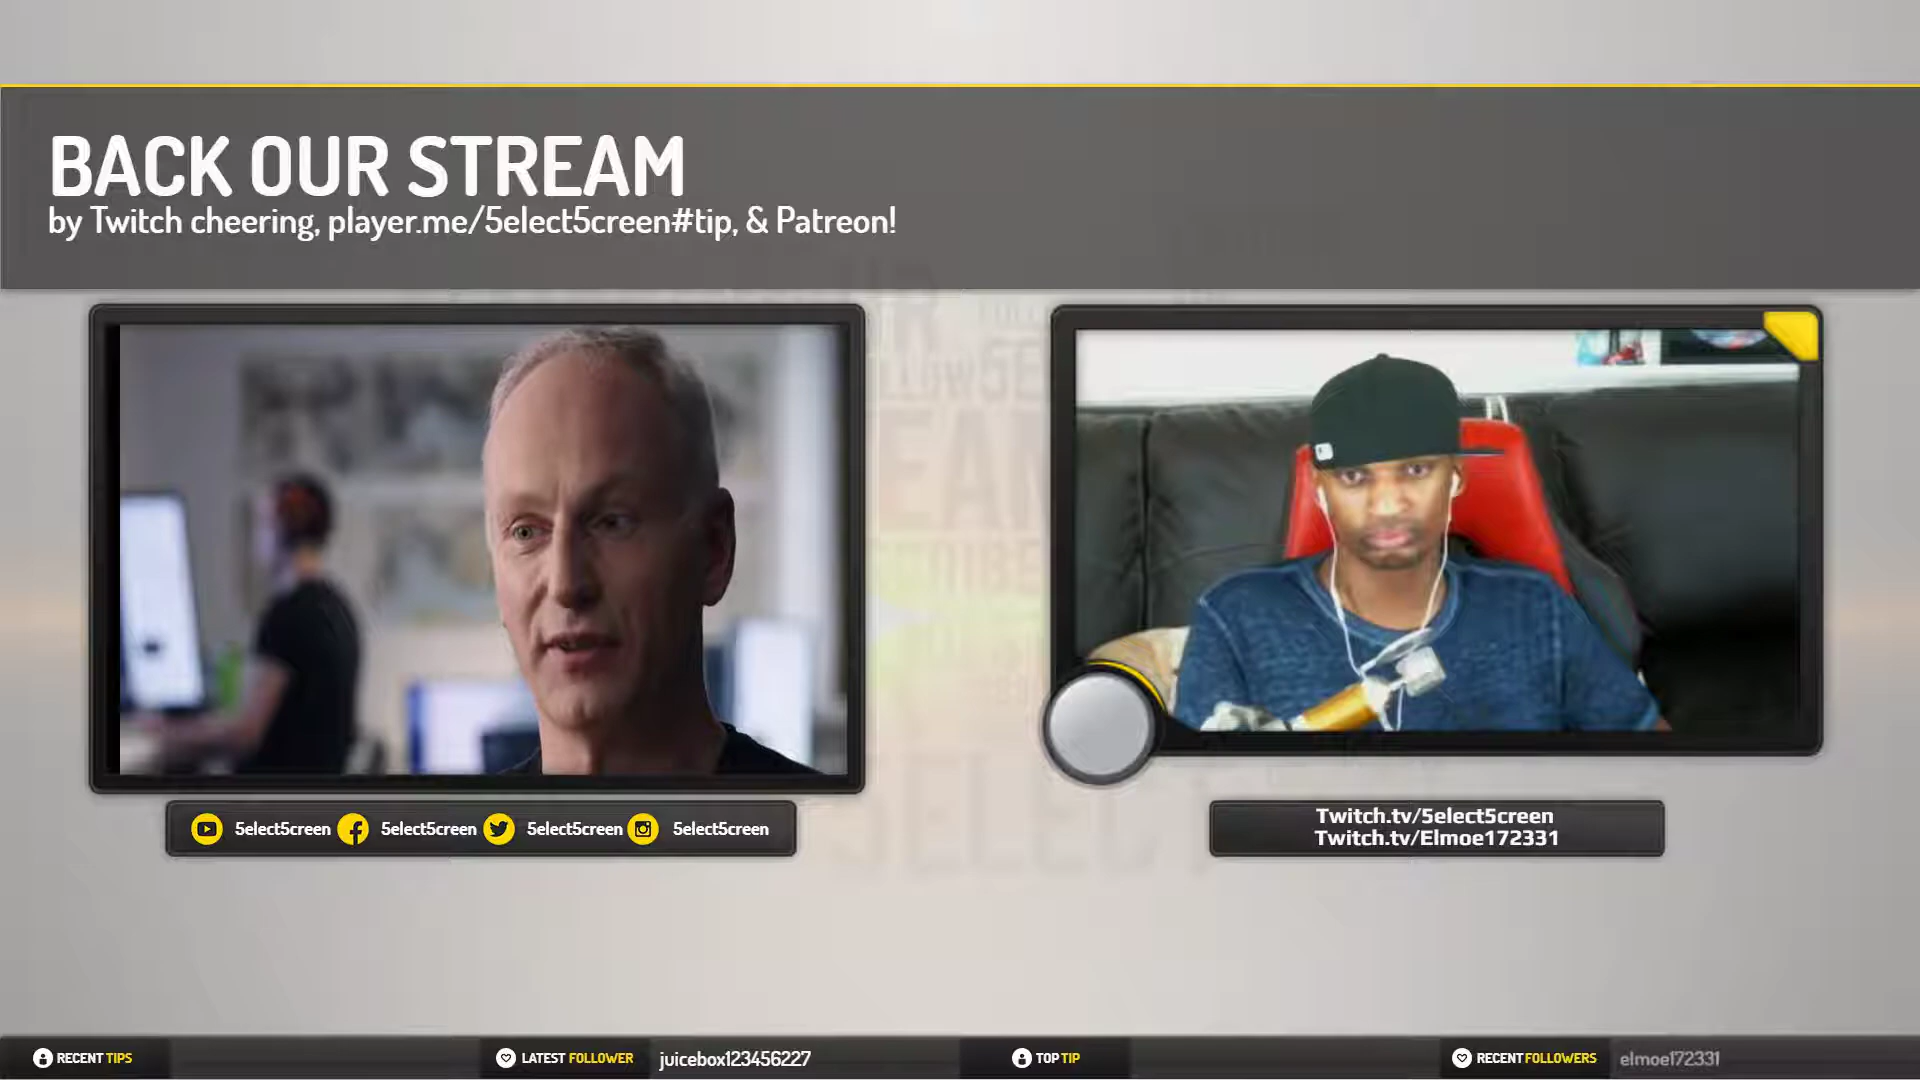 BACK OUR STREAM
by Twitch cheering, player.me/5elect5creen#tip, & Patreon!
5elect5creen 5elect5creen 5elect5creen 5elect5creen
Twitch.tv/5elect5creen
Twitch.tv/Elmoe172331
RECENT TIPS LATEST FOLLOWER juicebox123456227 TOP TIP RECENT FOLLOWERS elmoe172331